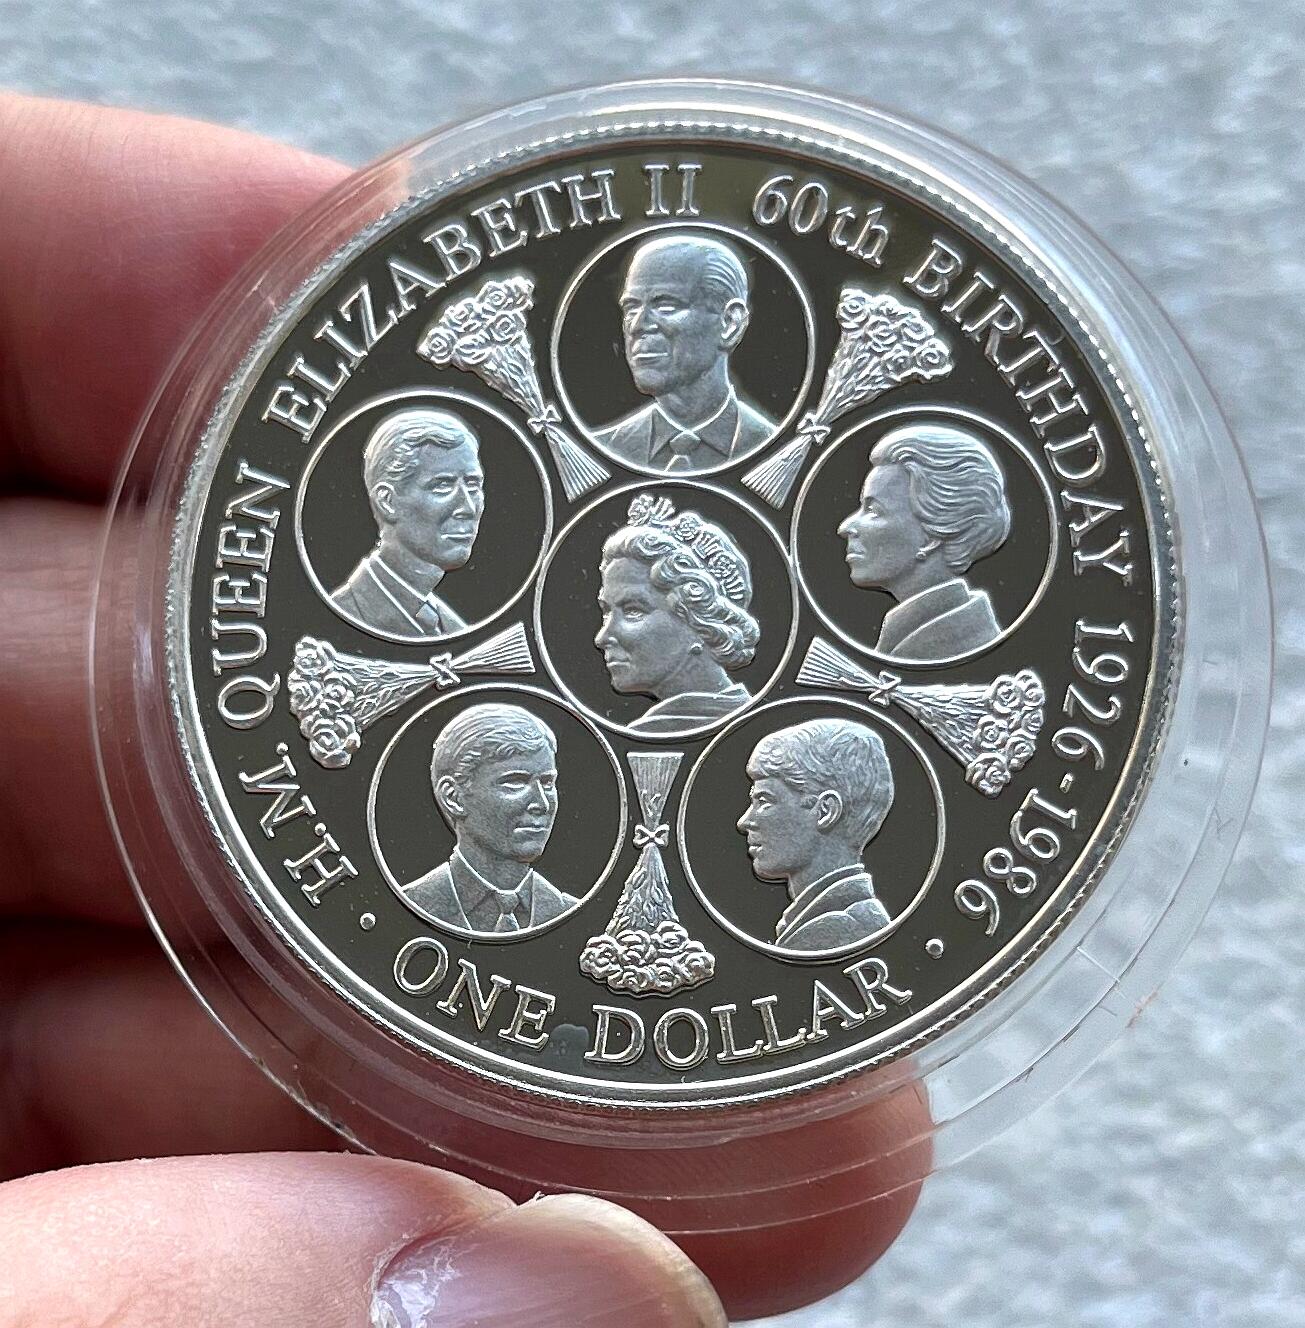 H.M. QUEEN ELIZABETH II 60th BIRTHDAY 1926-1986
· ONE DOLLAR ·